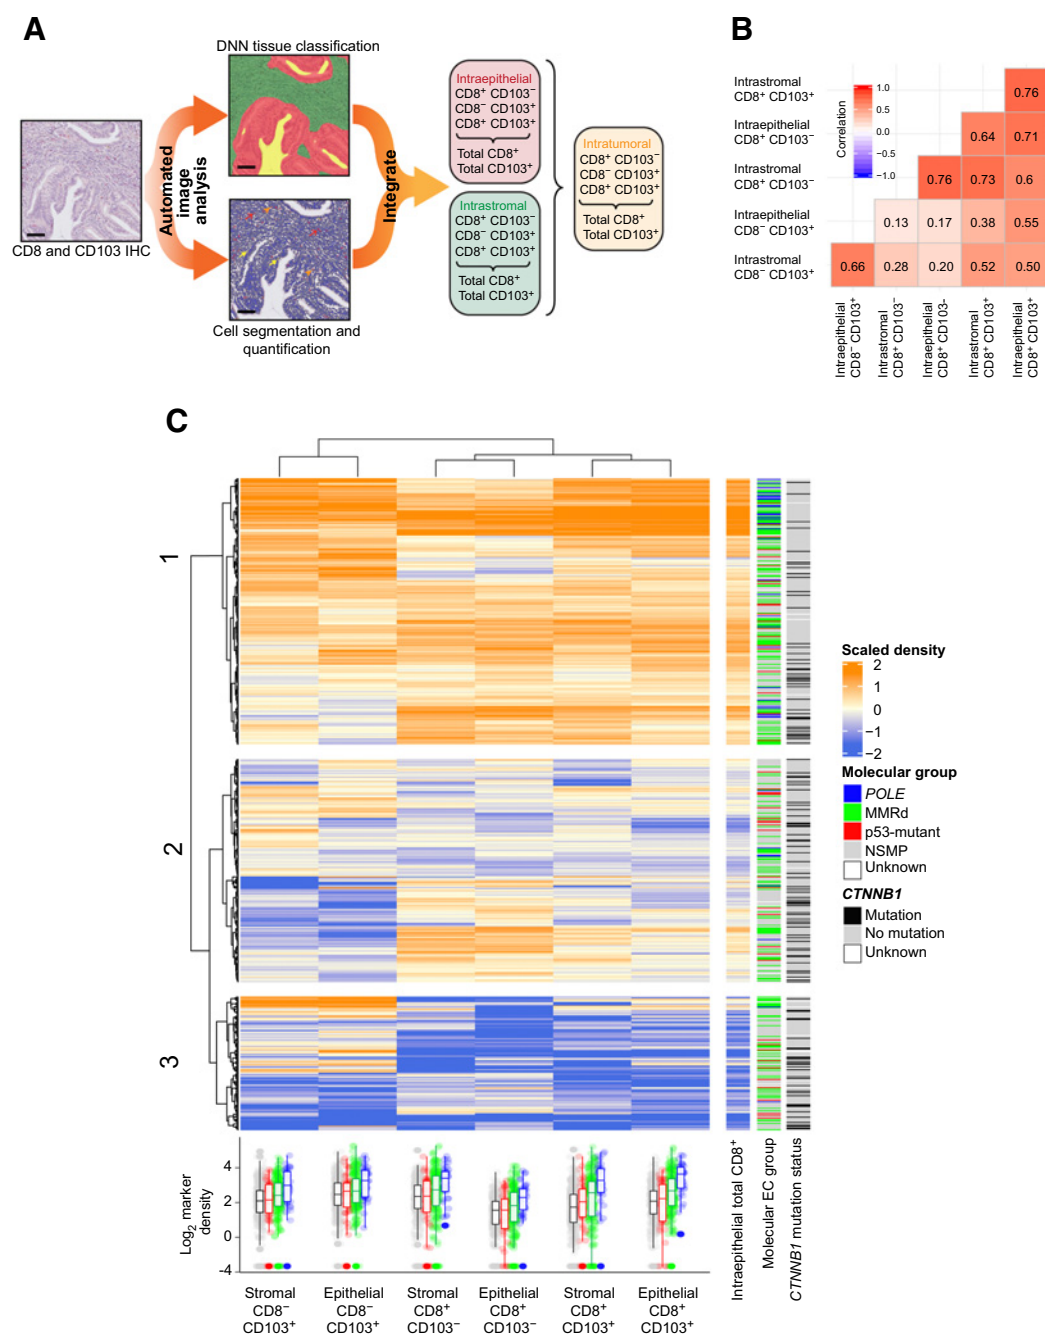 A
DNN tissue classification
CD8 and CD103 IHC
Automated
image
analysis
Cell segmentation and
quantification
Integrate
Intraepithelial
CD8⁺ CD103⁻
CD8⁻ CD103⁺
CD8⁺ CD103⁺
Total CD8⁺
Total CD103⁺
Intrastromal
CD8⁺ CD103⁻
CD8⁻ CD103⁺
CD8⁺ CD103⁺
Total CD8⁺
Total CD103⁺
Intratumoral
CD8⁺ CD103⁻
CD8⁻ CD103⁺
CD8⁺ CD103⁺
Total CD8⁺
Total CD103⁺
B
Intrastromal
CD8⁺ CD103⁺
0.76
Intraepithelial
CD8⁺ CD103⁻
0.64 0.71
Intrastromal
CD8⁺ CD103⁻
0.76 0.73 0.6
Intraepithelial
CD8⁻ CD103⁺
0.13 0.17 0.38 0.55
Intrastromal
CD8⁻ CD103⁺
0.66 0.28 0.20 0.52 0.50
Correlation
1.0
0.5
0.0
−0.5
−1.0
Intraepithelial
CD8⁻ CD103⁺
Intrastromal
CD8⁺ CD103⁻
Intraepithelial
CD8⁺ CD103-
Intrastromal
CD8⁺ CD103⁺
Intraepithelial
CD8⁺ CD103⁺
C
1
2
3
Scaled density
2
1
0
−1
−2
Molecular group
POLE
MMRd
p53-mutant
NSMP
Unknown
CTNNB1
Mutation
No mutation
Unknown
Log₂ marker
density
4
2
0
−4
Stromal
CD8⁻
CD103⁺
Epithelial
CD8⁻
CD103⁺
Stromal
CD8⁺
CD103⁻
Epithelial
CD8⁺
CD103⁻
Stromal
CD8⁺
CD103⁺
Epithelial
CD8⁺
CD103⁺
Intraepithelial total CD8⁺
Molecular EC group
CTNNB1 mutation status